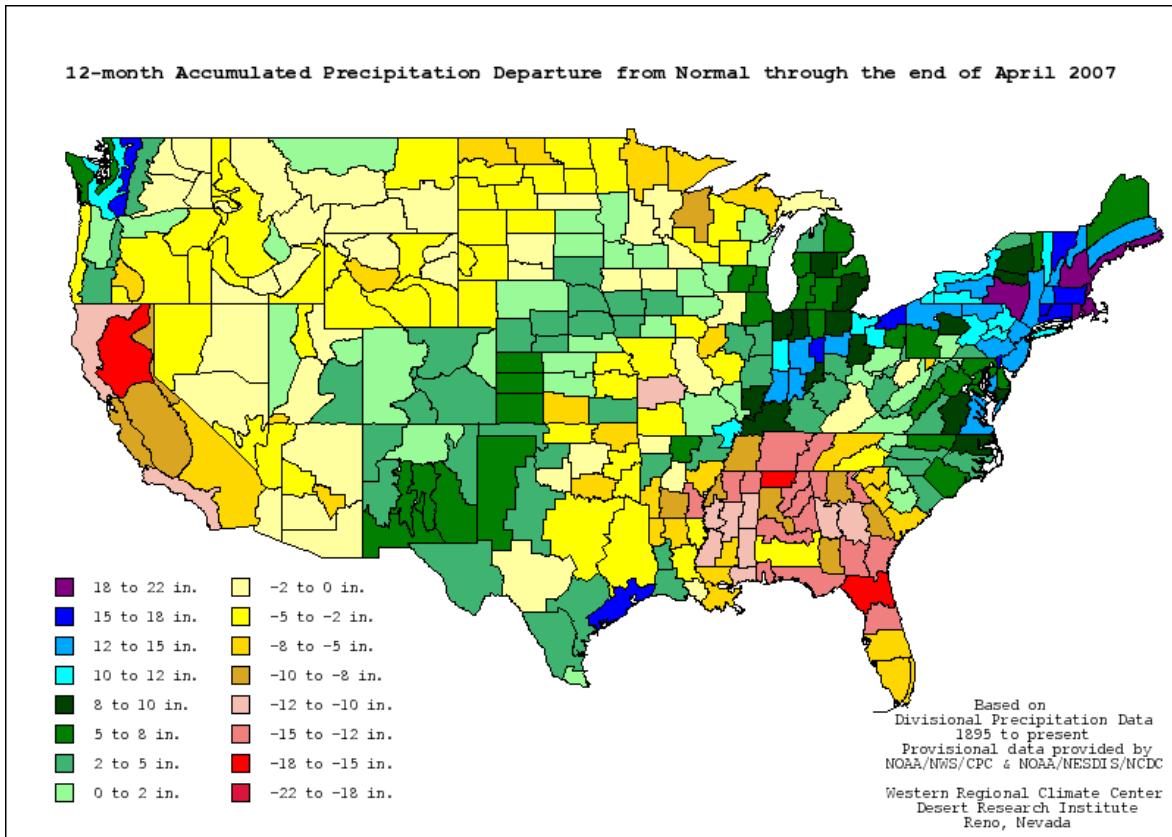 12-month Accumulated Precipitation Departure from Normal through the end of April 2007
18 to 22 in.
15 to 18 in.
12 to 15 in.
10 to 12 in.
8 to 10 in.
5 to 8 in.
2 to 5 in.
0 to 2 in.
-2 to 0 in.
-5 to -2 in.
-8 to -5 in.
-10 to -8 in.
-12 to -10 in.
-15 to -12 in.
-18 to -15 in.
-22 to -18 in.
Based on
Divisional Precipitation Data
1895 to present
Provisional data provided by
NOAA/NWS/CPC & NOAA/NESDIS/NCDC
Western Regional Climate Center
Desert Research Institute
Reno, Nevada